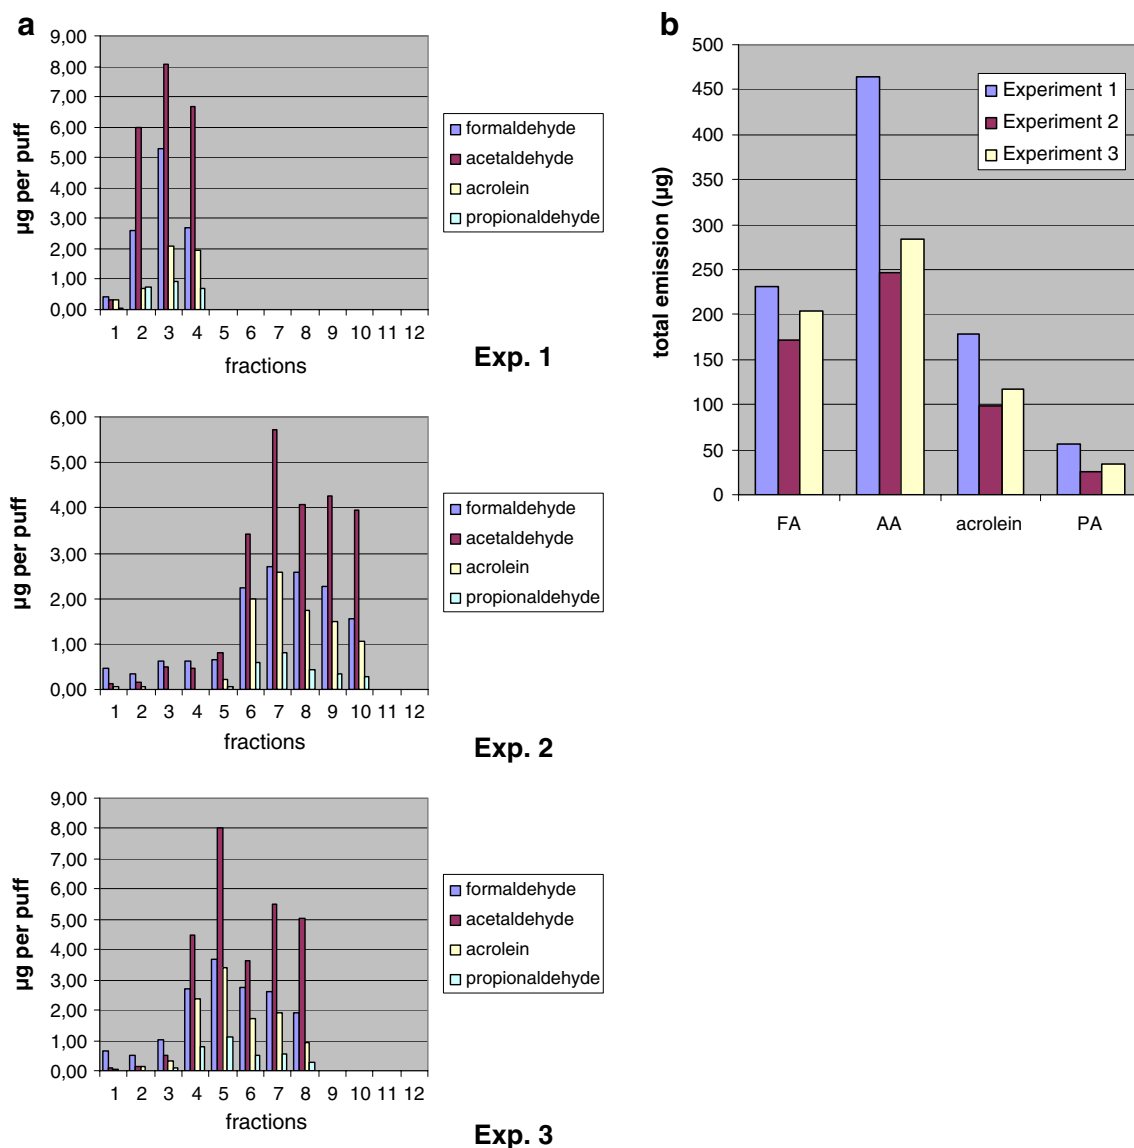 a
9,00
8,00
7,00
6,00
5,00
4,00
3,00
2,00
1,00
0,00
µg per puff
1 2 3 4 5 6 7 8 9 10 11 12
fractions
formaldehyde
acetaldehyde
acrolein
propionaldehyde
Exp. 1
6,00
5,00
4,00
3,00
2,00
1,00
0,00
µg per puff
1 2 3 4 5 6 7 8 9 10 11 12
fractions
formaldehyde
acetaldehyde
acrolein
propionaldehyde
Exp. 2
9,00
8,00
7,00
6,00
5,00
4,00
3,00
2,00
1,00
0,00
µg per puff
1 2 3 4 5 6 7 8 9 10 11 12
fractions
formaldehyde
acetaldehyde
acrolein
propionaldehyde
Exp. 3
b
500
450
400
350
300
250
200
150
100
50
0
total emission (µg)
Experiment 1
Experiment 2
Experiment 3
FA AA acrolein PA